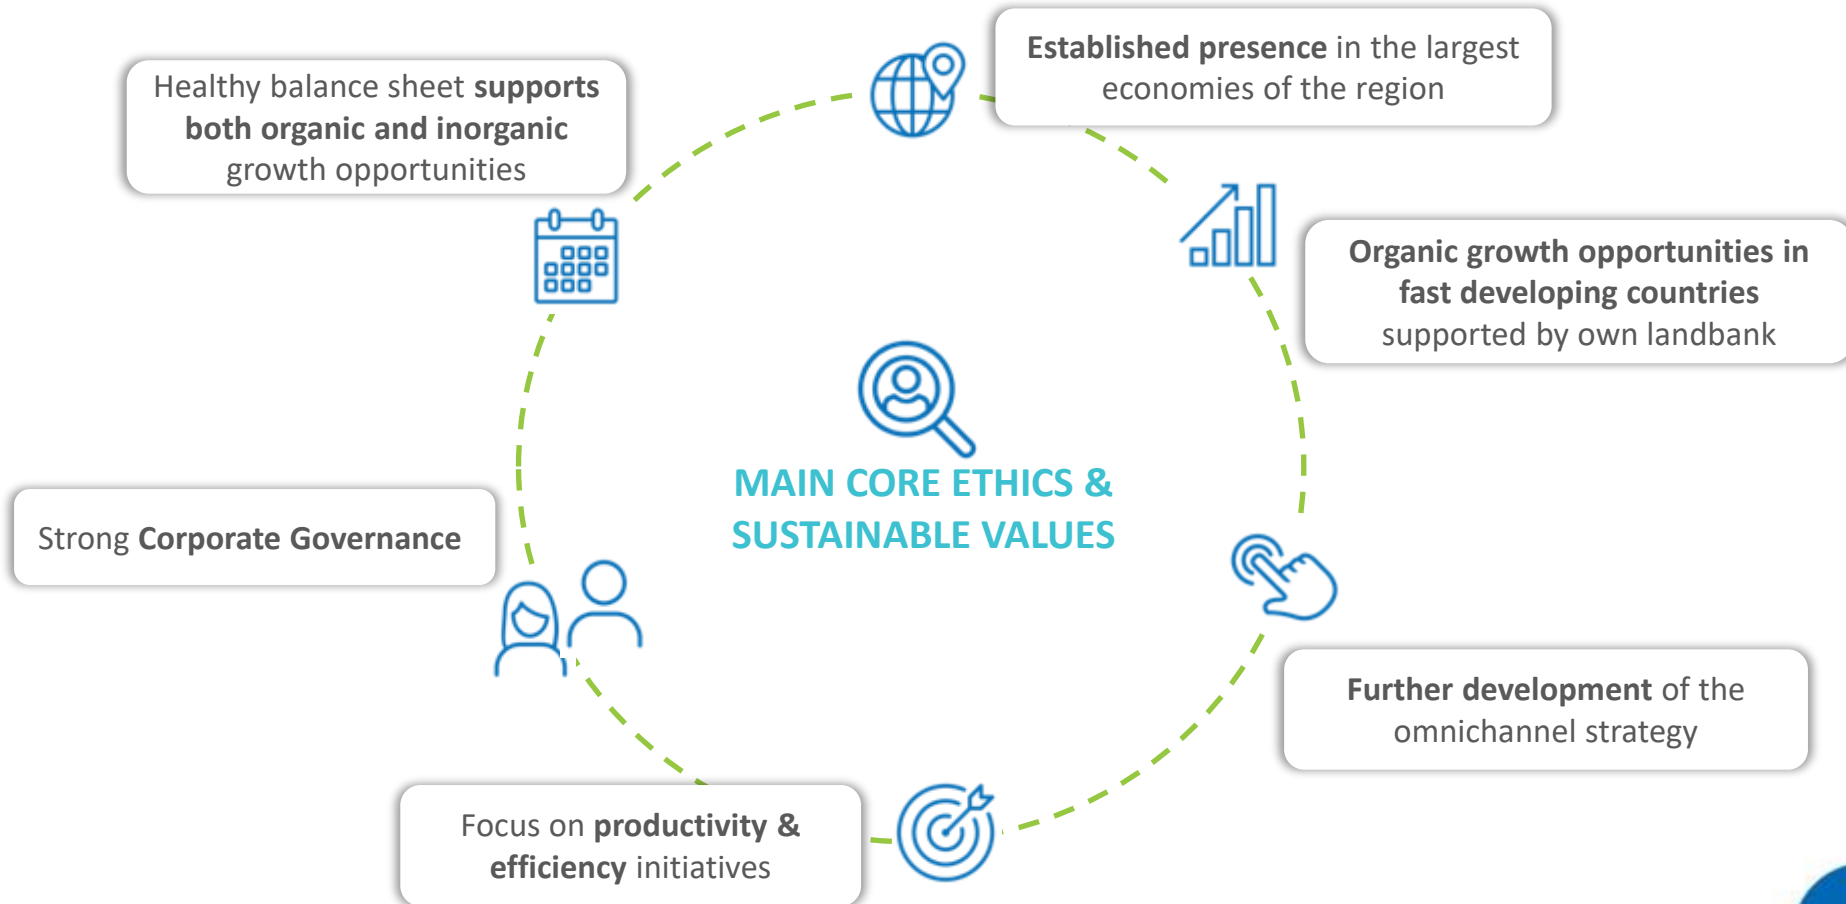 Established presence in the largest
economies of the region
Healthy balance sheet supports
both organic and inorganic
growth opportunities
Organic growth opportunities in
fast developing countries
supported by own landbank
MAIN CORE ETHICS &
SUSTAINABLE VALUES
Strong Corporate Governance
Further development of the
omnichannel strategy
Focus on productivity &
efficiency initiatives